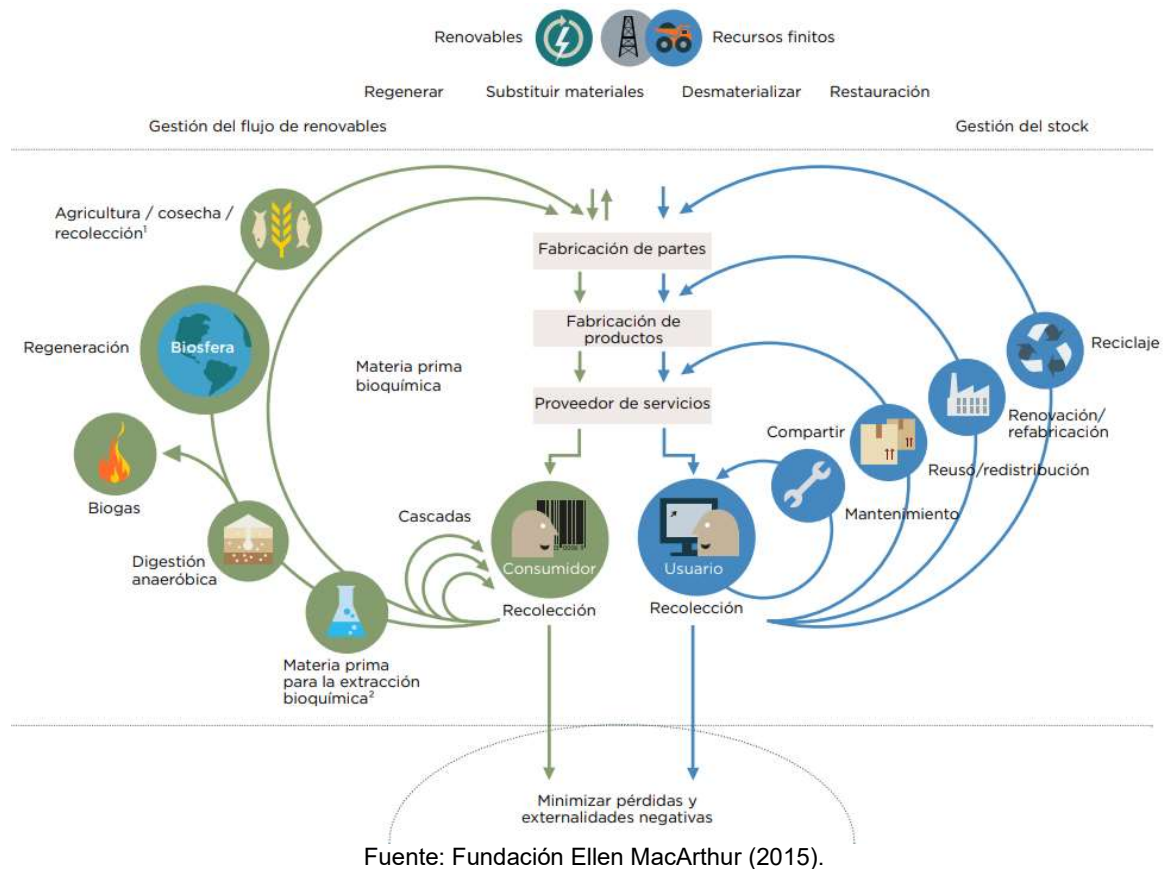 Renovables
Recursos finitos
Regenerar
Substituir materiales
Desmaterializar
Restauración
Gestión del flujo de renovables
Gestión del stock
Agricultura / cosecha /
recolección¹
Fabricación de partes
Regeneración
Biosfera
Fabricación de
productos
Reciclaje
Materia prima
bioquímica
Proveedor de servicios
Renovación/
refabricación
Compartir
Reuso/redistribución
Biogas
Cascadas
Mantenimiento
Digestión
anaeróbica
Consumidor
Usuario
Recolección
Recolección
Materia prima
para la extracción
bioquímica²
Minimizar pérdidas y
externalidades negativas
Fuente: Fundación Ellen MacArthur (2015).